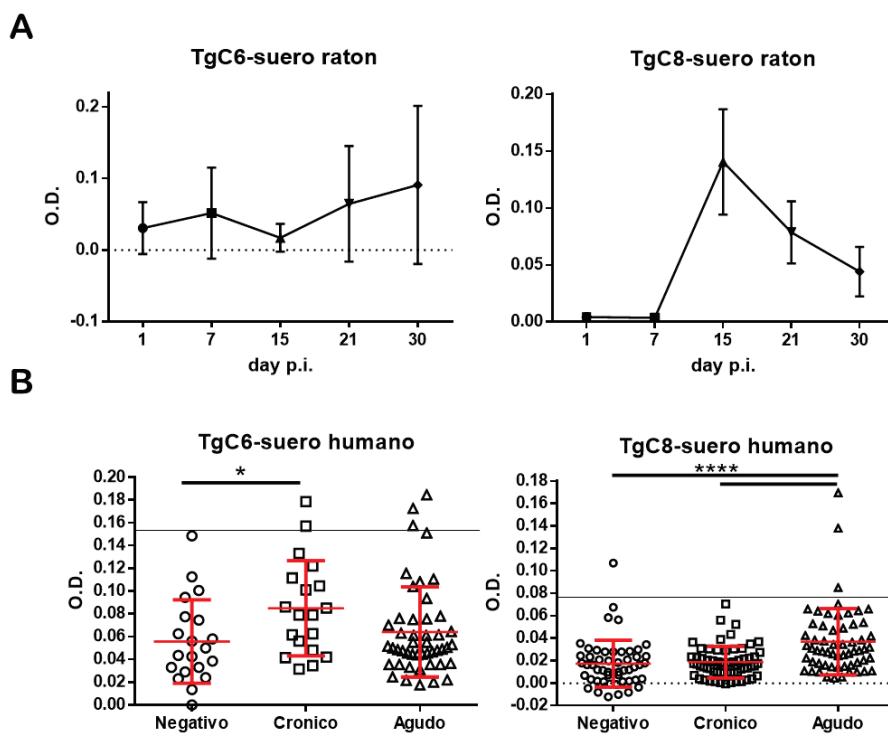 A
TgC6-suero raton
O.D.
0.2
0.1
0.0
-0.1
1 7 15 21 30
day p.i.
TgC8-suero raton
O.D.
0.20
0.15
0.10
0.05
0.00
1 7 15 21 30
day p.i.
B
TgC6-suero humano
*
O.D.
0.20
0.18
0.16
0.14
0.12
0.10
0.08
0.06
0.04
0.02
0.00
Negativo Cronico Agudo
TgC8-suero humano
****
O.D.
0.18
0.16
0.14
0.12
0.10
0.08
0.06
0.04
0.02
0.00
-0.02
Negativo Cronico Agudo